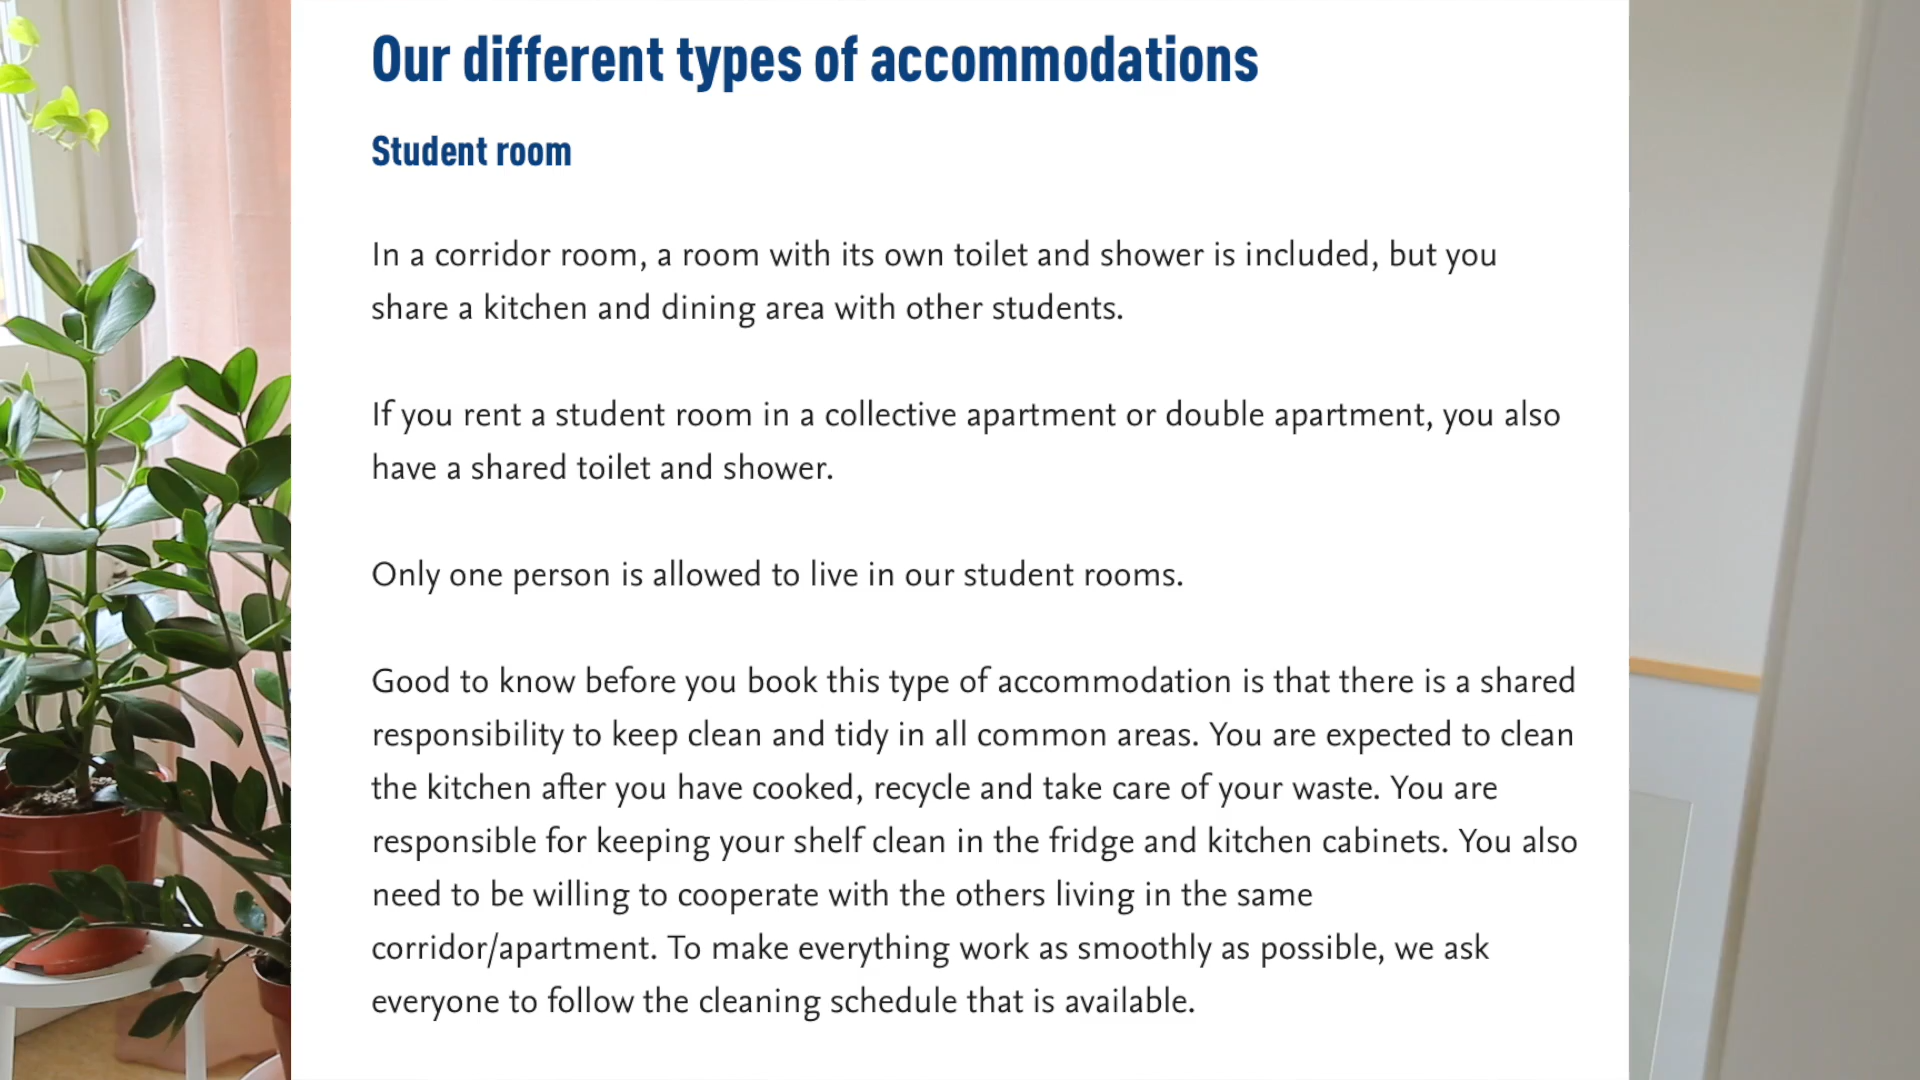 Our different types of accommodations
Student room
In a corridor room, a room with its own toilet and shower is included, but you
share a kitchen and dining area with other students.
If you rent a student room in a collective apartment or double apartment, you also
have a shared toilet and shower.
Only one person is allowed to live in our student rooms.
Good to know before you book this type of accommodation is that there is a shared
responsibility to keep clean and tidy in all common areas. You are expected to clean
the kitchen after you have cooked, recycle and take care of your waste. You are
responsible for keeping your shelf clean in the fridge and kitchen cabinets. You also
need to be willing to cooperate with the others living in the same
corridor/apartment. To make everything work as smoothly as possible, we ask
everyone to follow the cleaning schedule that is available.